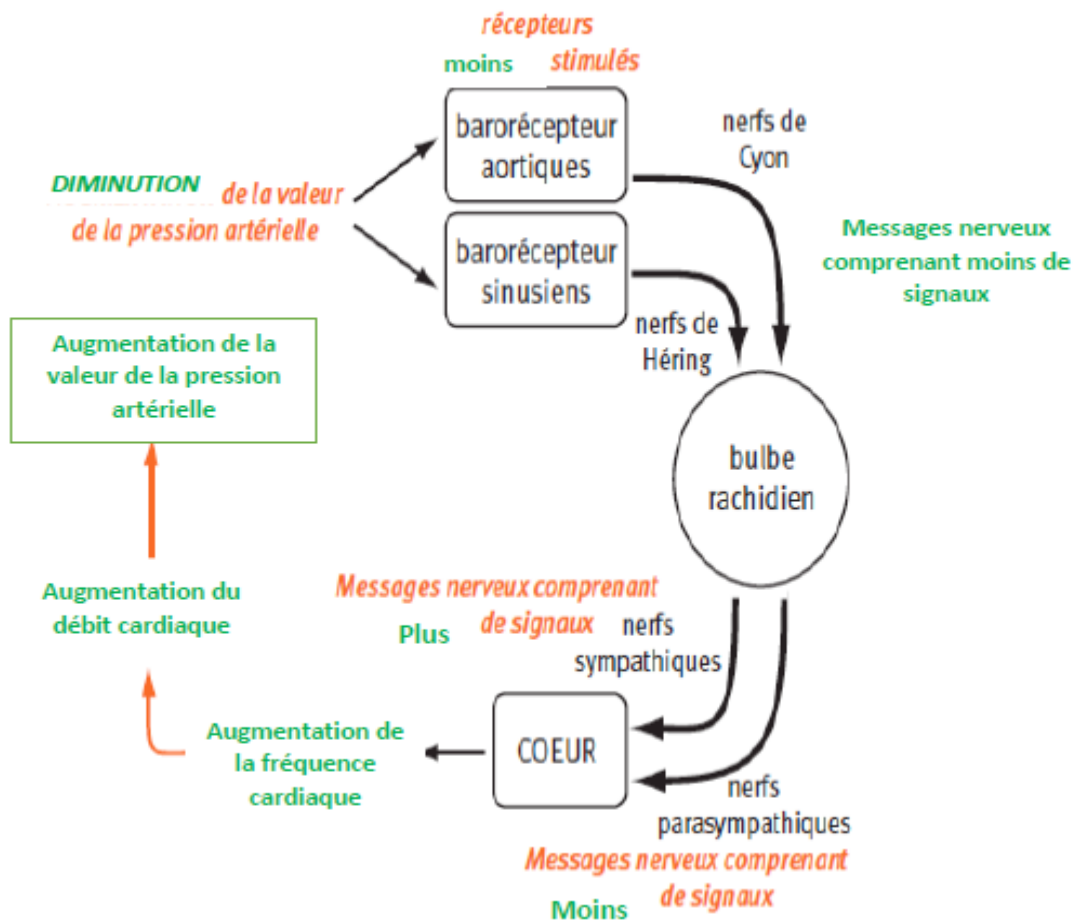 récepteurs
moins stimulés
barorécepteur
aortiques
nerfs de
Cyon
DIMINUTION de la valeur
de la pression artérielle
barorécepteur
sinusiens
Messages nerveux
comprenant moins de
signaux
nerfs de
Héring
Augmentation de la
valeur de la pression
artérielle
bulbe
rachidien
Augmentation du
débit cardiaque
Messages nerveux comprenant
Plus de signaux
nerfs
sympathiques
Augmentation de
la fréquence
cardiaque
COEUR
nerfs
parasympathiques
Messages nerveux comprenant
Moins de signaux